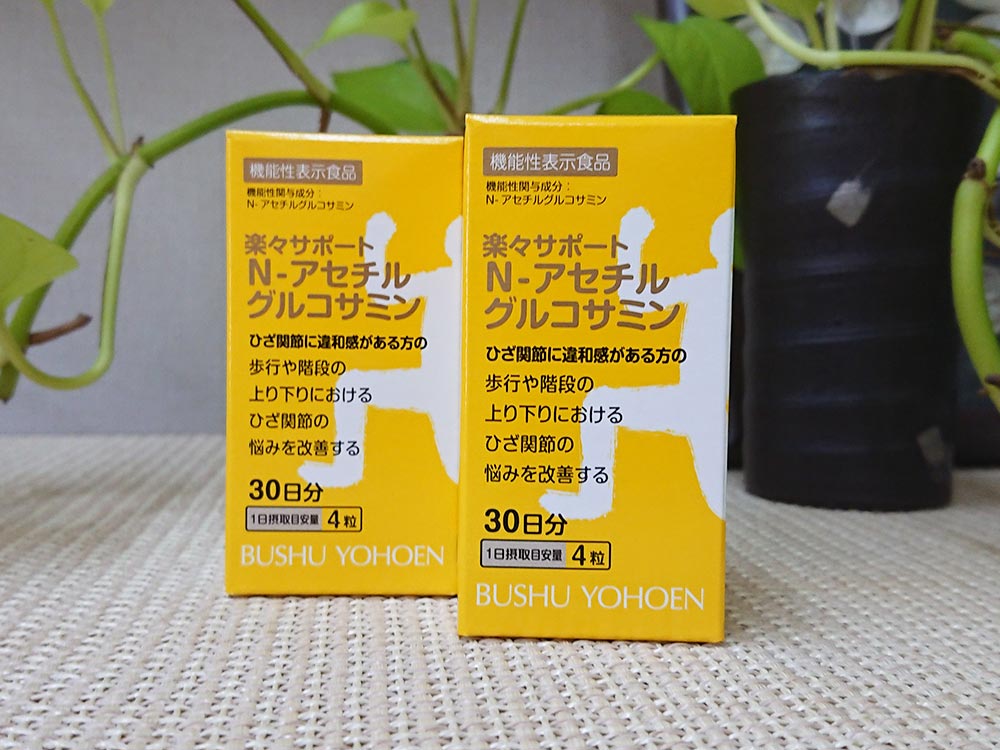 機能性表示食品
機能性関与成分：
N-アセチルグルコサミン
楽々サポート
N-アセチル
グルコサミン
ひざ関節に違和感がある方の
歩行や階段の
上り下りにおける
ひざ関節の
悩みを改善する
30日分
1日摂取目安量 4粒
BUSHU YOHOEN
機能性表示食品
機能性関与成分：
N-アセチルグルコサミン
楽々サポート
N-アセチル
グルコサミン
ひざ関節に違和感がある方の
歩行や階段の
上り下りにおける
ひざ関節の
悩みを改善する
30日分
1日摂取目安量 4粒
BUSHU YOHOEN